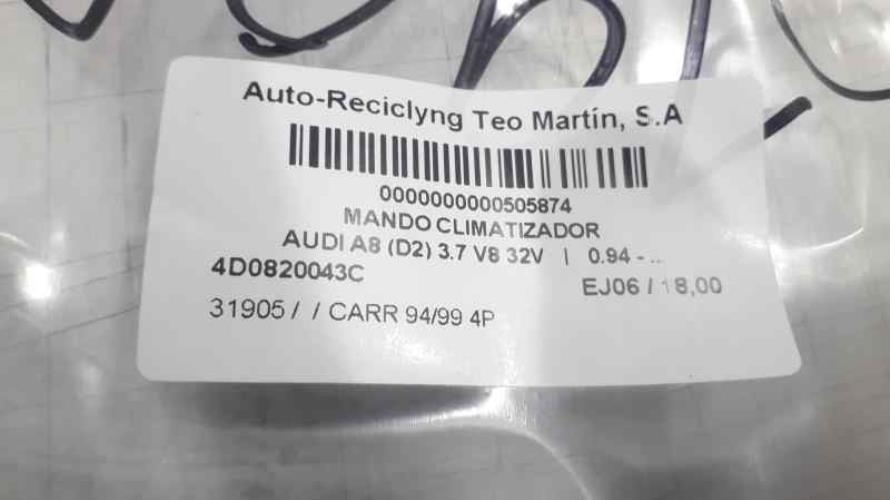 Auto-Reciclyng Teo Martín, S.A
0000000000505874
MANDO CLIMATIZADOR
AUDI A8 (D2) 3.7 V8 32V | 0.94 - ..
4D0820043C
EJ06 / 18,00
31905 / / CARR 94/99 4P